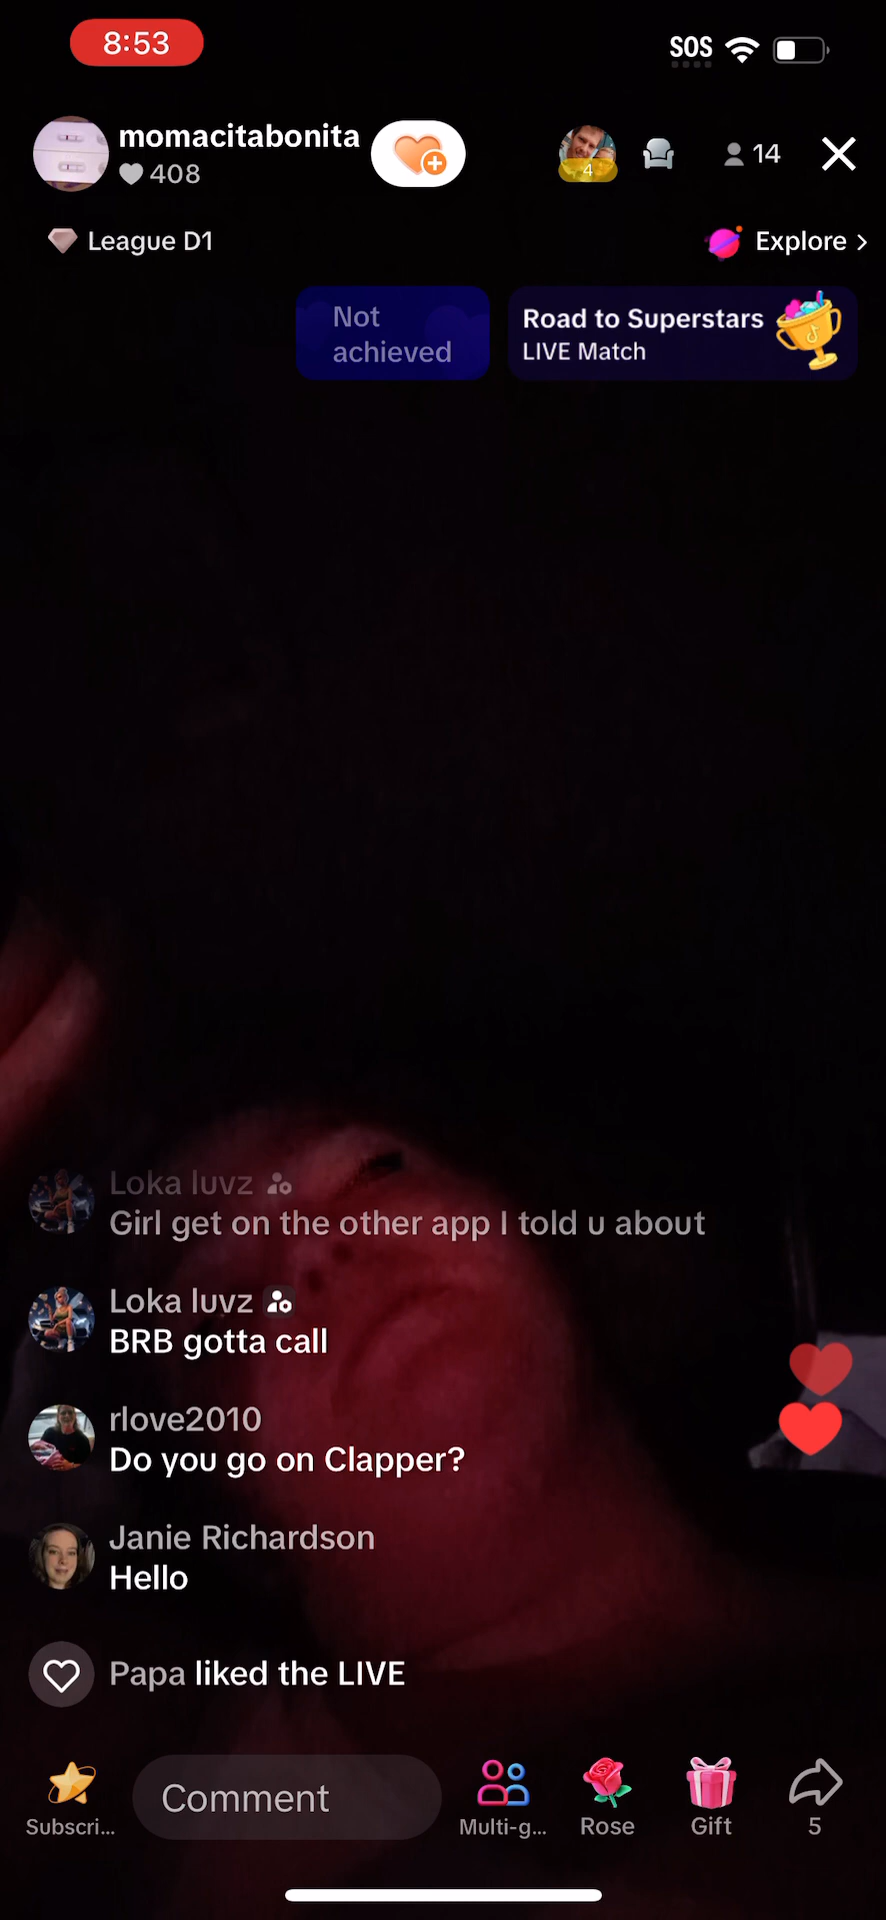 8:53
SOS
momacitabonita
408
4
14
League D1
Explore >
Not
achieved
Road to Superstars
LIVE Match
Loka luvz
Girl get on the other app I told u about
Loka luvz
BRB gotta call
rlove2010
Do you go on Clapper?
Janie Richardson
Hello
Papa liked the LIVE
Comment
Subscri...
Multi-g...
Rose
Gift
5